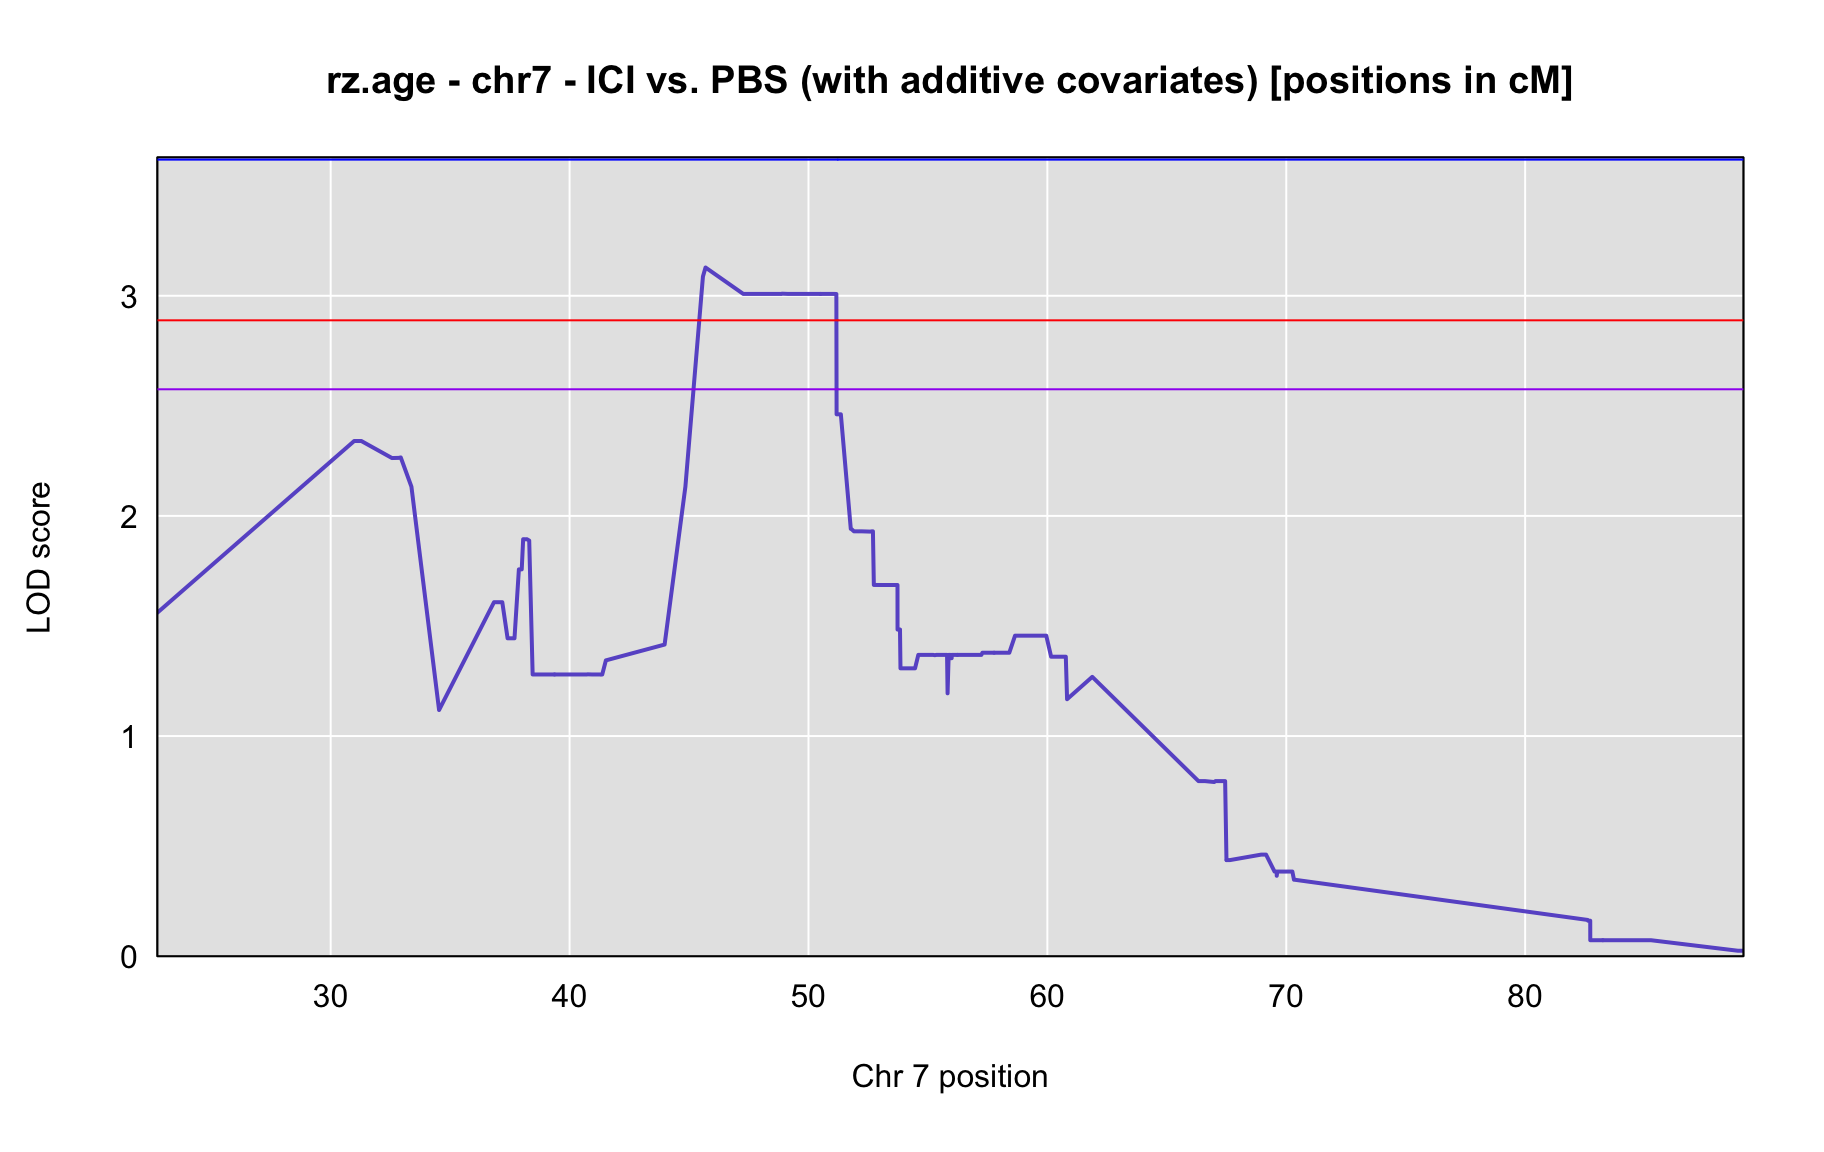 rz.age - chr7 - ICI vs. PBS (with additive covariates) [positions in cM]
LOD score
3
2
1
0
30 40 50 60 70 80
Chr 7 position